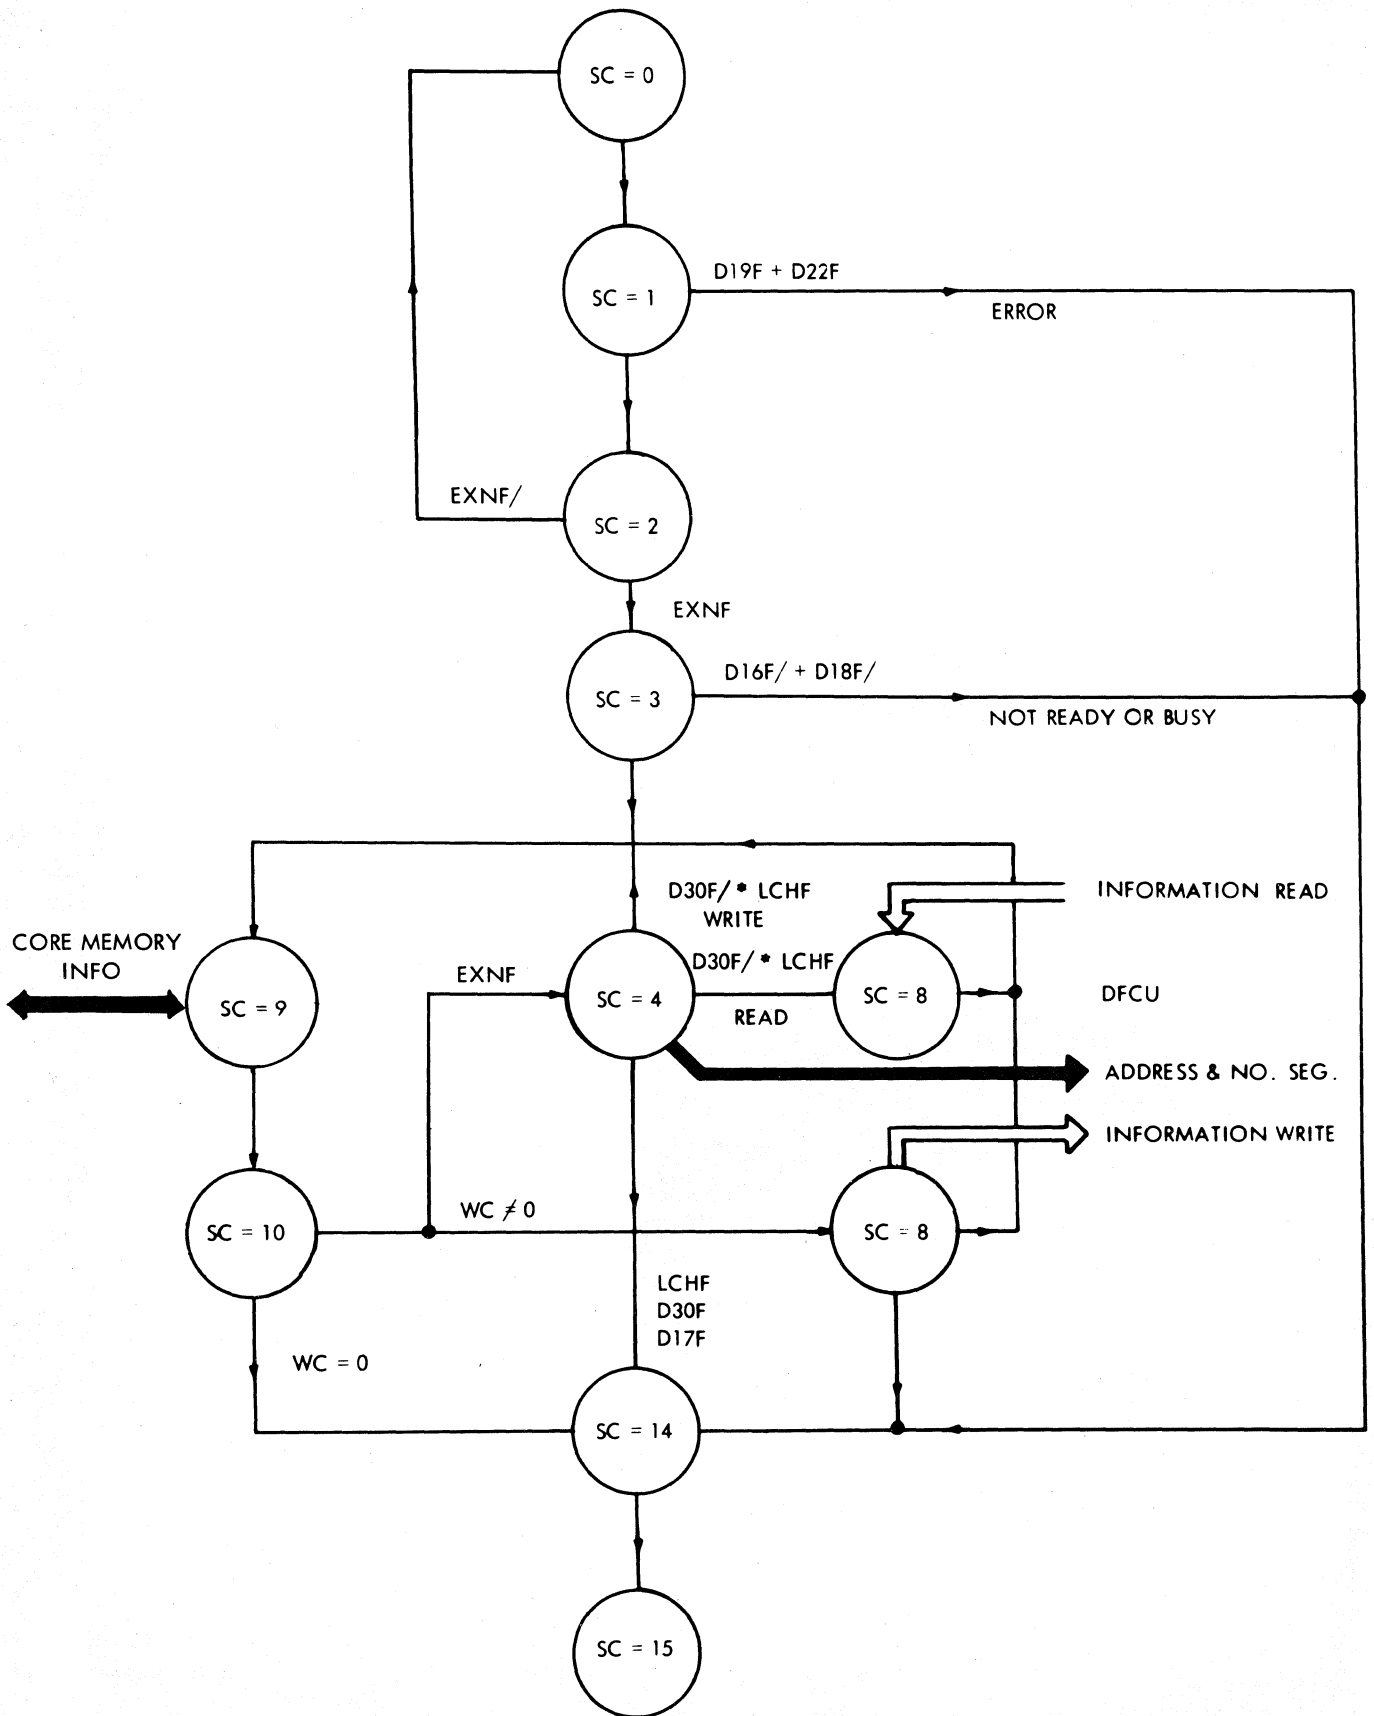 SC = 0
SC = 1
D19F + D22F
ERROR
EXNF/
SC = 2
EXNF
SC = 3
D16F/ + D18F/
NOT READY OR BUSY
D30F/ * LCHF
WRITE
INFORMATION READ
CORE MEMORY
INFO
D30F/ * LCHF
EXNF
SC = 9
SC = 4
READ
SC = 8
DFCU
ADDRESS & NO. SEG.
INFORMATION WRITE
SC = 10
WC ≠ 0
SC = 8
LCHF
D30F
D17F
WC = 0
SC = 14
SC = 15